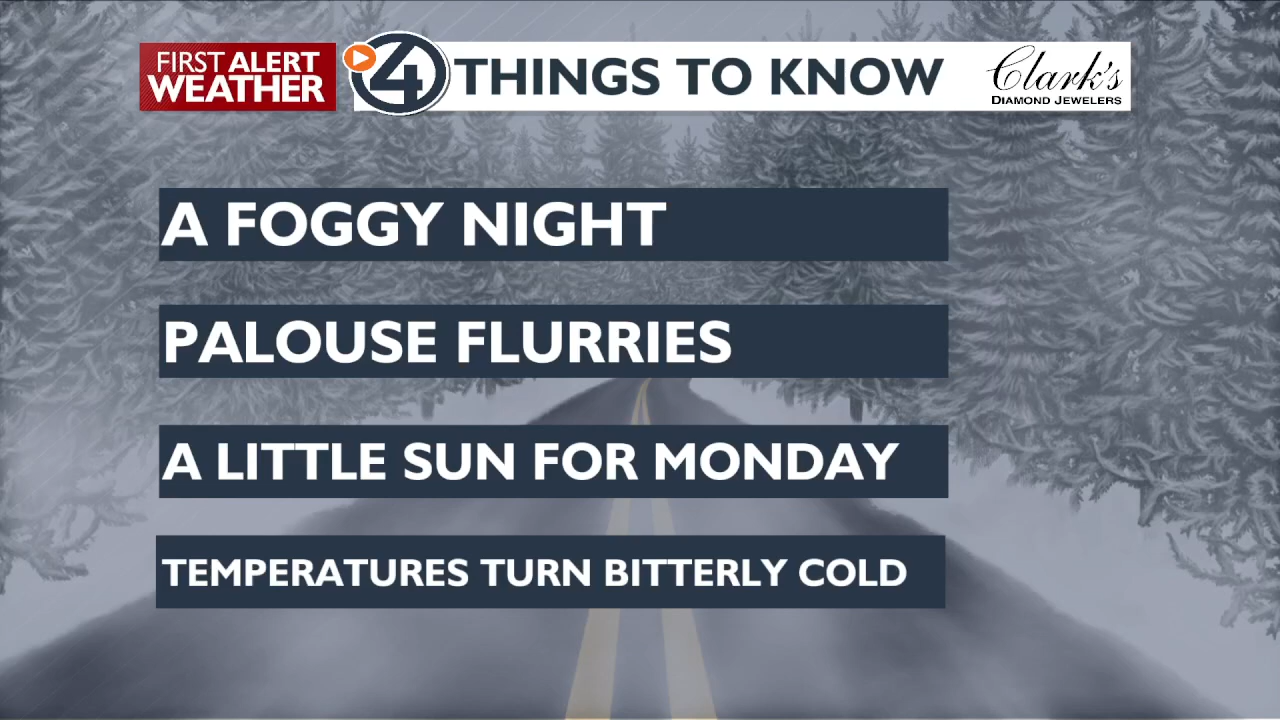 FIRST ALERT
WEATHER
4 THINGS TO KNOW
Clark's
DIAMOND JEWELERS
A FOGGY NIGHT
PALOUSE FLURRIES
A LITTLE SUN FOR MONDAY
TEMPERATURES TURN BITTERLY COLD